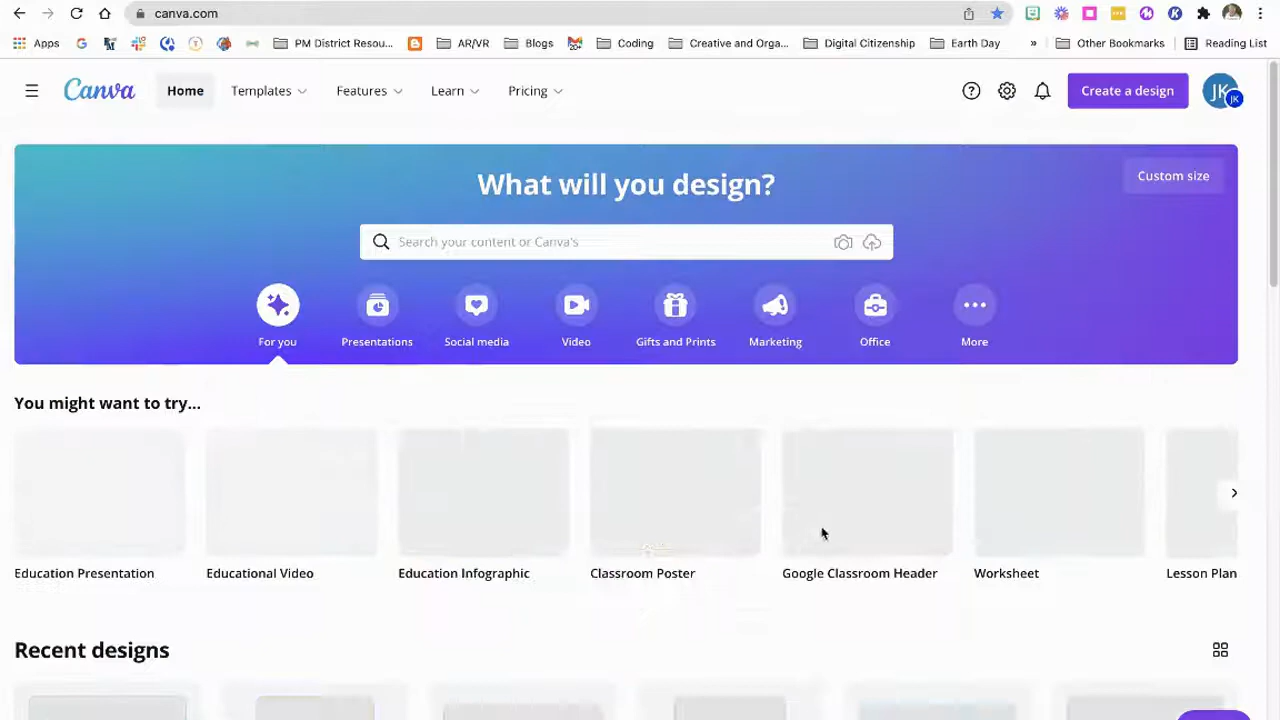 canva.com
Apps
PM District Resou...
AR/VR
Blogs
Coding
Creative and Orga...
Digital Citizenship
Earth Day
»
Other Bookmarks
Reading List
Canva
Home
Templates
Features
Learn
Pricing
Create a design
JK
JK
What will you design?
Custom size
Search your content or Canva's
For you
Presentations
Social media
Video
Gifts and Prints
Marketing
Office
More
You might want to try...
Education Presentation
Educational Video
Education Infographic
Classroom Poster
Google Classroom Header
Worksheet
Lesson Plan
Recent designs